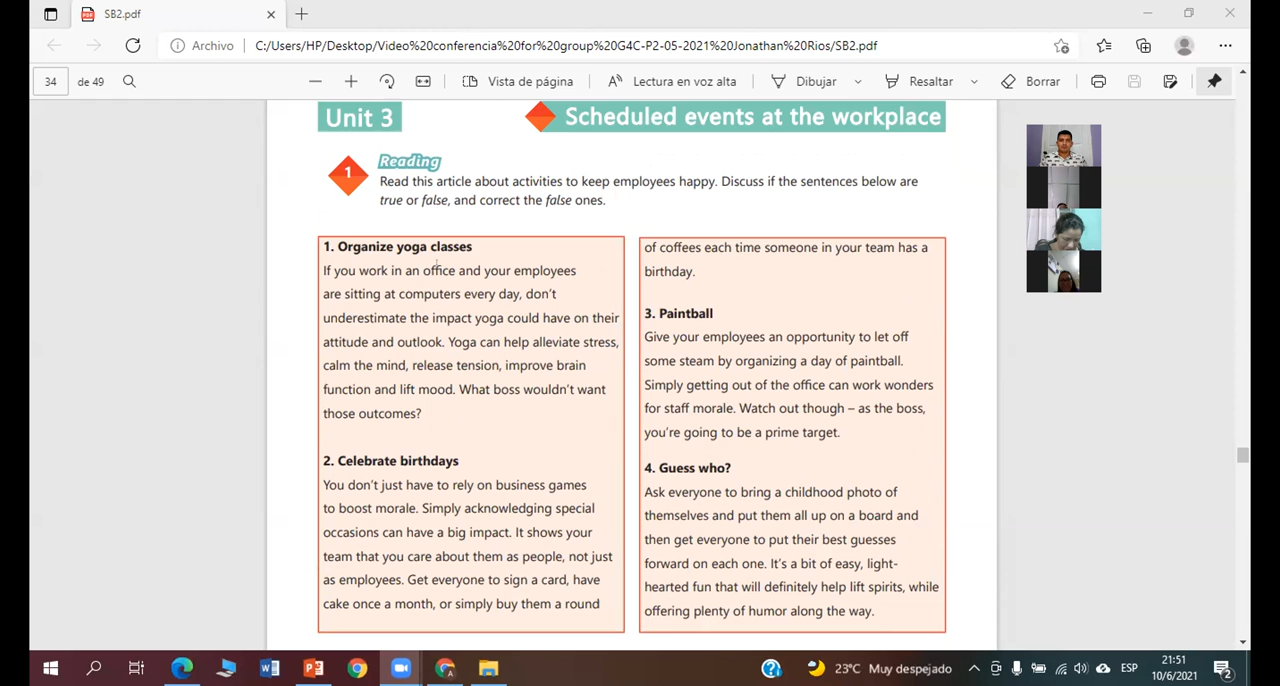 SB2.pdf
Archivo
C:/Users/HP/Desktop/Video%20conferencia%20for%20group%20G4C-P2-05-2021%20Jonathan%20Rios/SB2.pdf
34
de 49
Vista de página
Lectura en voz alta
Dibujar
Resaltar
Borrar
Unit 3
Scheduled events at the workplace
1
Reading
Read this article about activities to keep employees happy. Discuss if the sentences below are
true or false, and correct the false ones.
1. Organize yoga classes
If you work in an office and your employees
are sitting at computers every day, don't
underestimate the impact yoga could have on their
attitude and outlook. Yoga can help alleviate stress,
calm the mind, release tension, improve brain
function and lift mood. What boss wouldn't want
those outcomes?
2. Celebrate birthdays
You don't just have to rely on business games
to boost morale. Simply acknowledging special
occasions can have a big impact. It shows your
team that you care about them as people, not just
as employees. Get everyone to sign a card, have
cake once a month, or simply buy them a round
of coffees each time someone in your team has a
birthday.
3. Paintball
Give your employees an opportunity to let off
some steam by organizing a day of paintball.
Simply getting out of the office can work wonders
for staff morale. Watch out though – as the boss,
you're going to be a prime target.
4. Guess who?
Ask everyone to bring a childhood photo of
themselves and put them all up on a board and
then get everyone to put their best guesses
forward on each one. It's a bit of easy, light-
hearted fun that will definitely help lift spirits, while
offering plenty of humor along the way.
23°C Muy despejado
ESP
21:51
10/6/2021
2